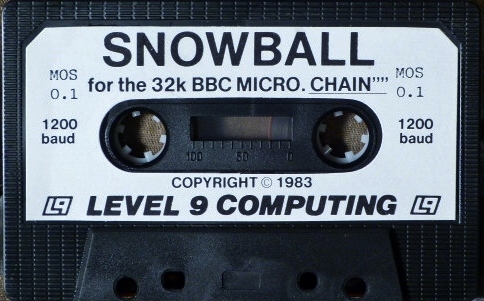 SNOWBALL
MOS 0.1
for the 32k BBC MICRO. CHAIN""
MOS 0.1
1200 baud
1200 baud
100 50 0
COPYRIGHT © 1983
L9 LEVEL 9 COMPUTING L9